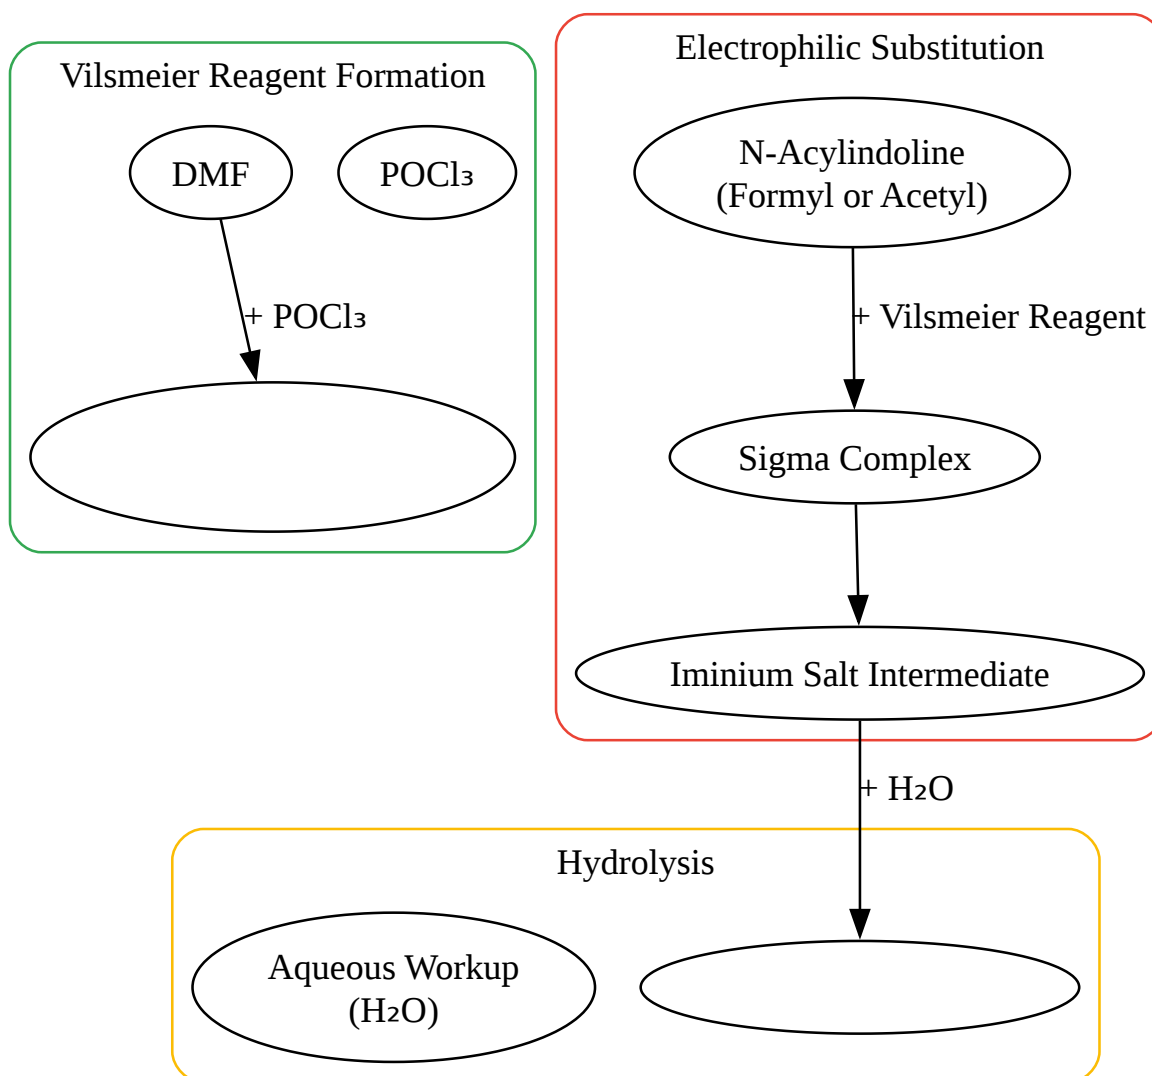 Vilsmeier Reagent Formation
DMF
POCl₃
+ POCl₃
Electrophilic Substitution
N-Acylindoline
(Formyl or Acetyl)
+ Vilsmeier Reagent
Sigma Complex
Iminium Salt Intermediate
+ H₂O
Hydrolysis
Aqueous Workup
(H₂O)